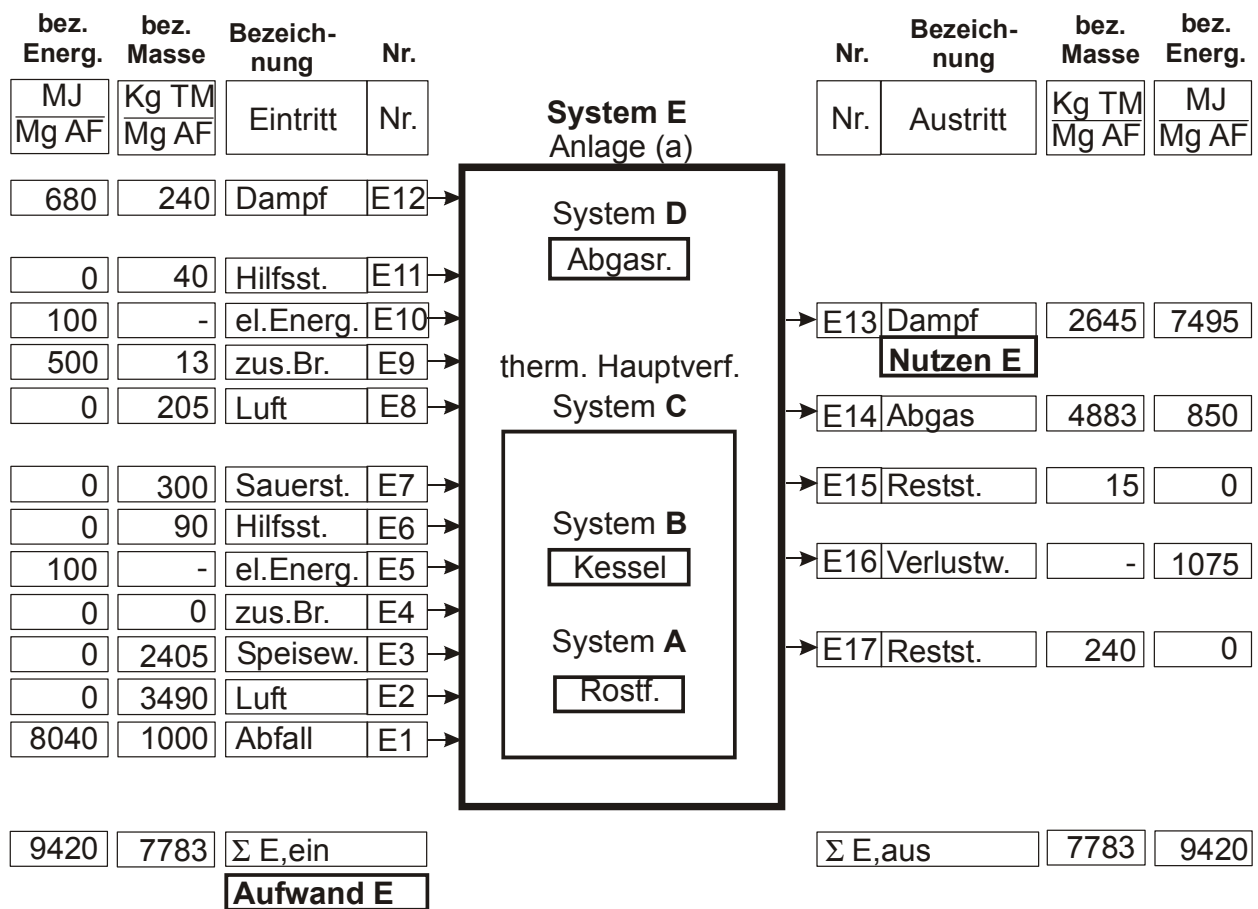 bez. Energ. bez. Masse Bezeich-nung Nr. Nr. Bezeich-nung bez. Masse bez. Energ.
MJ Mg AF Kg TM Mg AF Eintritt Nr. System E Anlage (a) Nr. Austritt Kg TM Mg AF MJ Mg AF
680 240 Dampf E12 System D
Abgasr.
0 40 Hilfsst. E11
100 - el.Energ. E10 E13 Dampf 2645 7495
500 13 zus.Br. E9 therm. Hauptverf. Nutzen E
0 205 Luft E8 System C E14 Abgas 4883 850
0 300 Sauerst. E7 E15 Restst. 15 0
0 90 Hilfsst. E6 System B
100 - el.Energ. E5 Kessel E16 Verlustw. - 1075
0 0 zus.Br. E4
0 2405 Speisew. E3 System A E17 Restst. 240 0
0 3490 Luft E2 Rostf.
8040 1000 Abfall E1
9420 7783 Σ E,ein Σ E,aus 7783 9420
Aufwand E